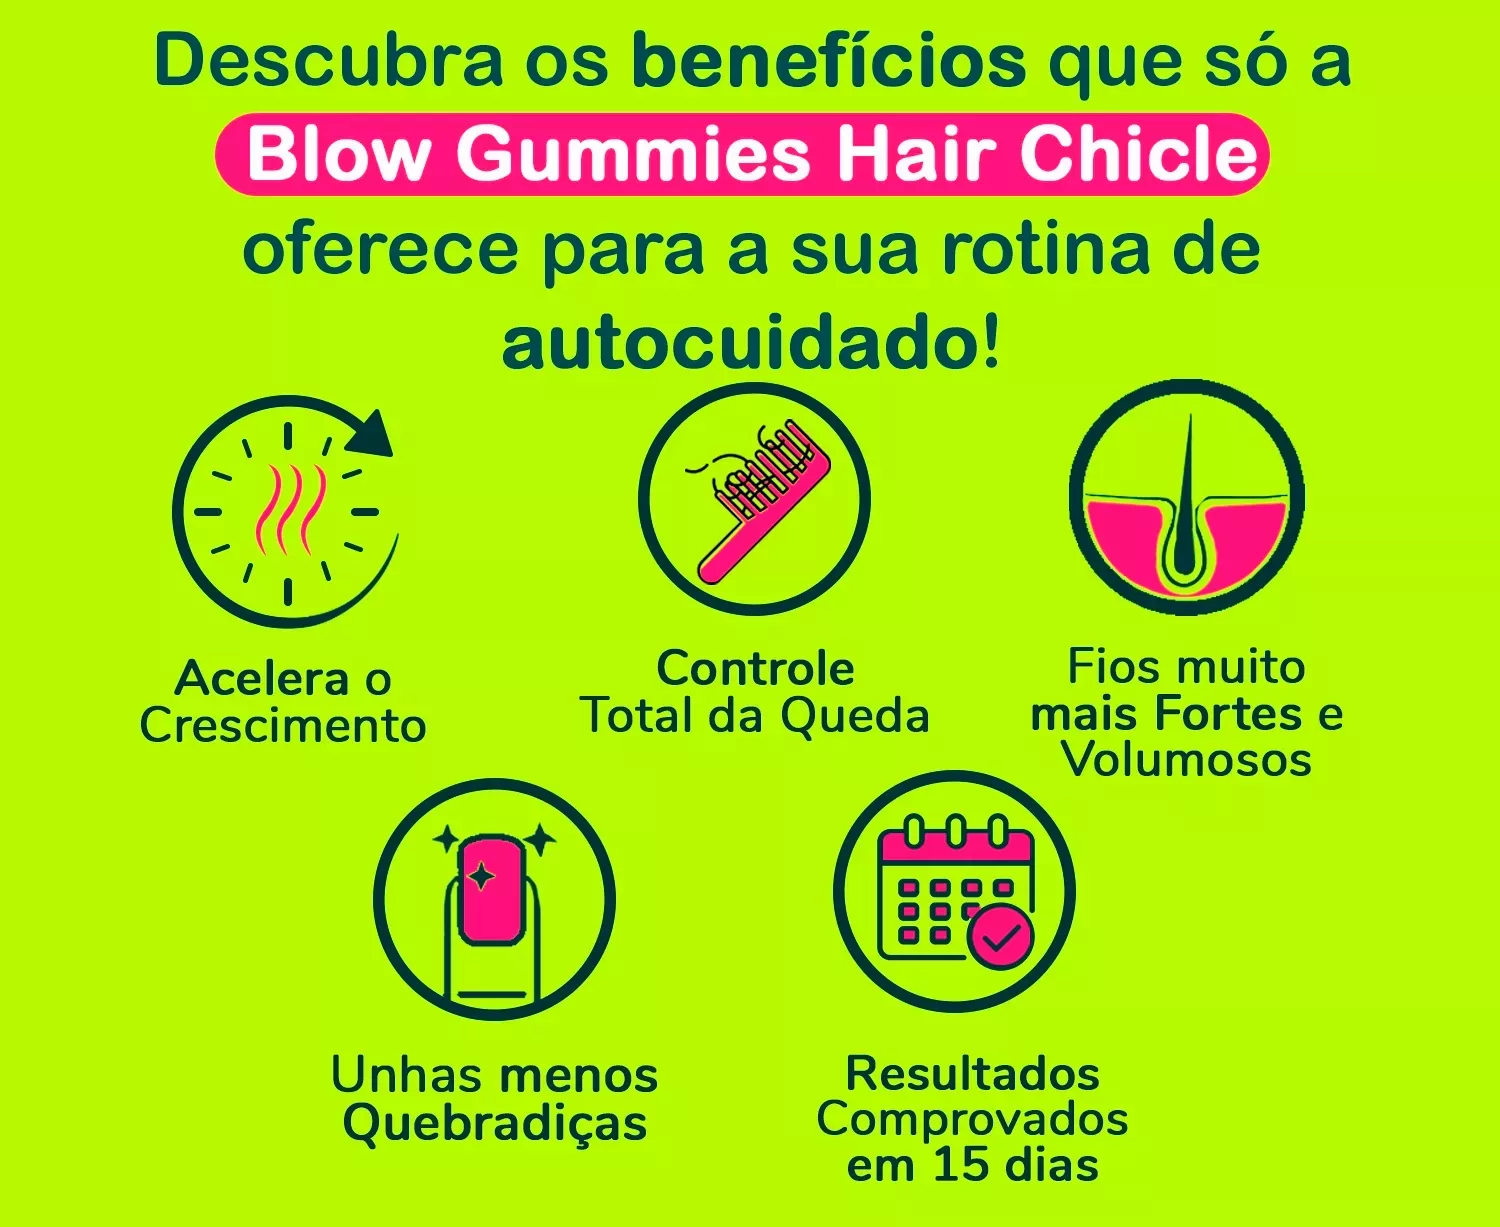 Descubra os benefícios que só a
Blow Gummies Hair Chicle
oferece para a sua rotina de
autocuidado!
Acelera o
Crescimento
Controle
Total da Queda
Fios muito
mais Fortes e
Volumosos
Unhas menos
Quebradiças
Resultados
Comprovados
em 15 dias